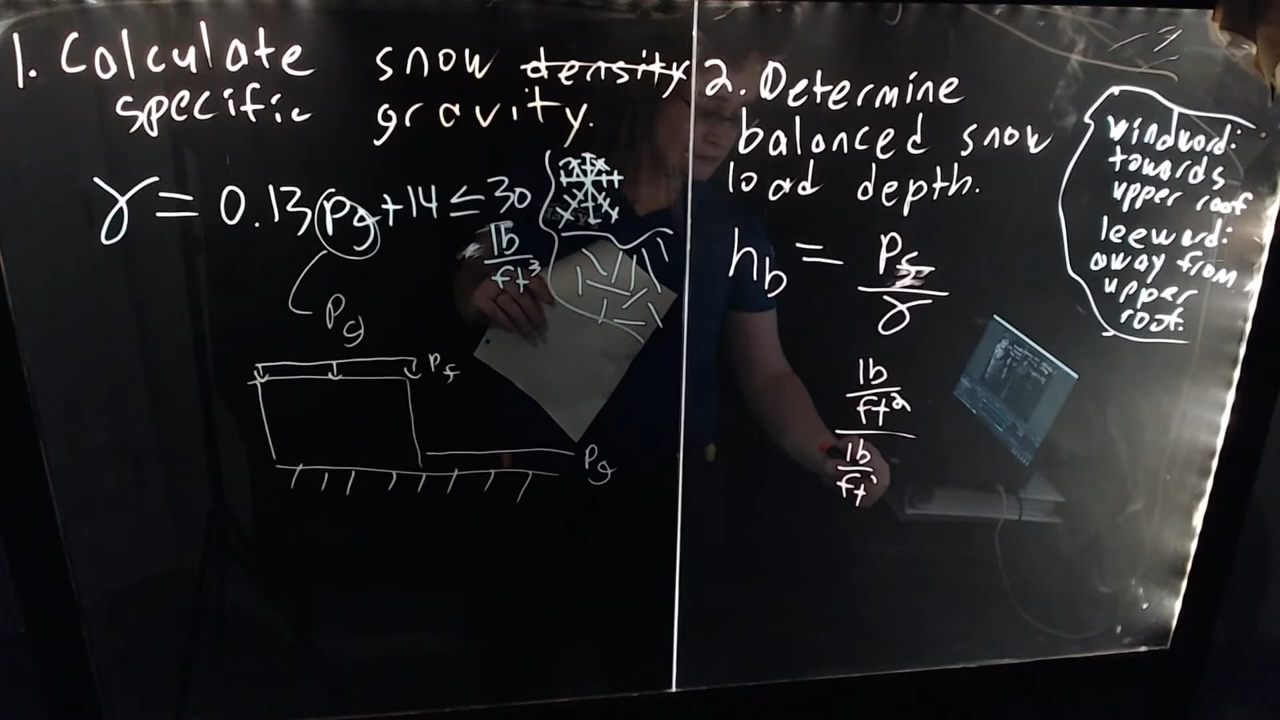 1. Calculate snow density
specific gravity.
γ = 0.13 pg + 14 ≤ 30
lb
ft³
Pg
Pf
Pg
2. Determine
balanced snow
load depth.
hb = Ps
γ
lb
ft²
lb
ft
windward:
towards
upper roof
leeward:
away from
upper
roof.